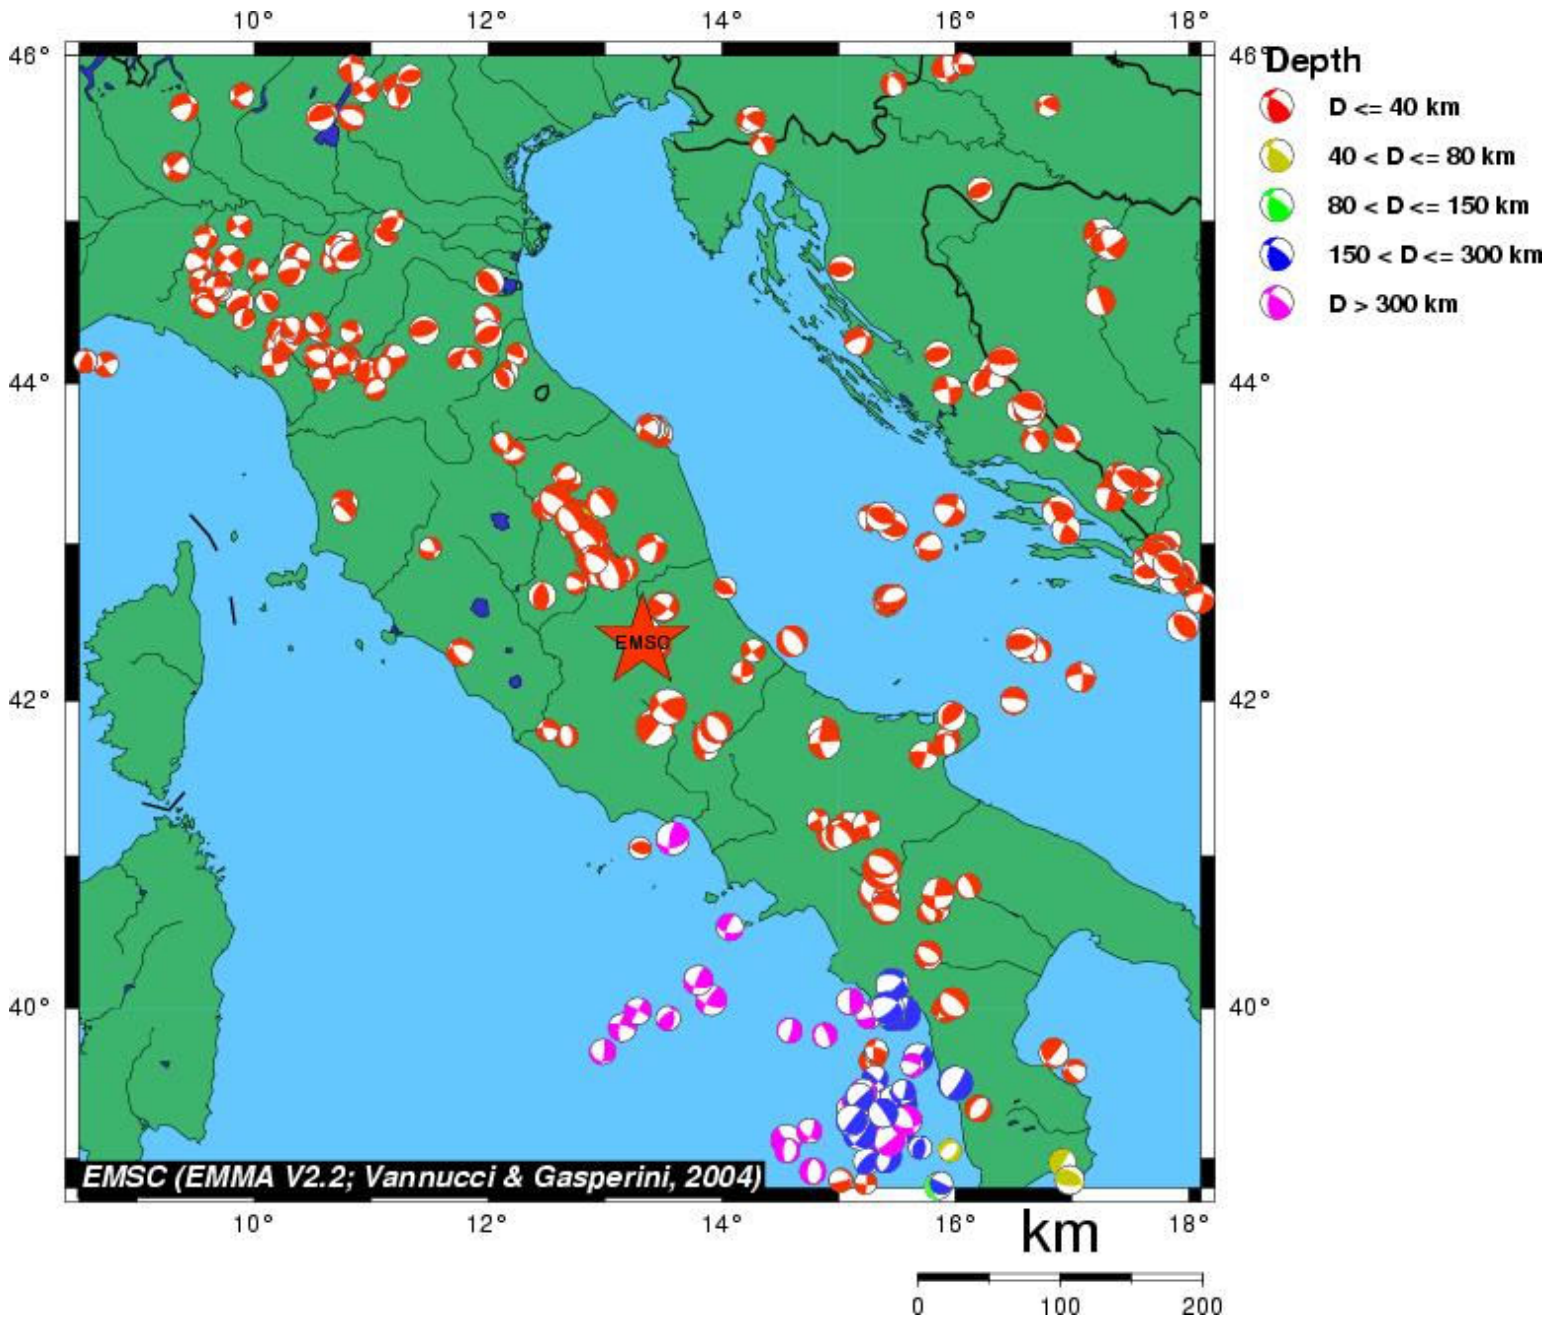 10° 12° 14° 16° 18°
46° 46°
Depth
D <= 40 km
40 < D <= 80 km
80 < D <= 150 km
150 < D <= 300 km
D > 300 km
44° 44°
EMSC
42° 42°
40° 40°
EMSC (EMMA V2.2; Vannucci & Gasperini, 2004)
10° 12° 14° 16° 18°
km
0 100 200